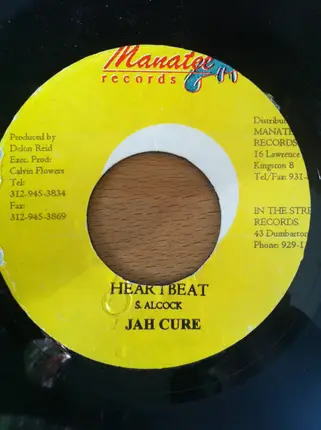 Manatee
records
Produced by
Delon Reid
Exec. Prod:
Calvin Flowers
Tel:
312-945-3834
Fax:
312-945-3869
MANATE
RECORDS
16 Lawrence
Kingston 8
Tel/Fax: 931-
IN THE STRE
RECORDS
43 Dumbarton
Phone: 929-1
HEARTBEAT
S. ALCOCK
JAH CURE